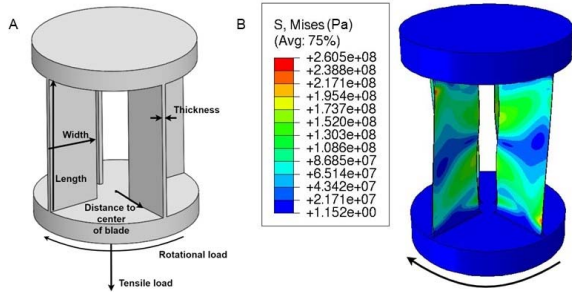 A
Thickness
Width
Length
Distance to
center
of blade
Rotational load
Tensile load
B
S, Mises (Pa)
(Avg: 75%)
+2.605e+08
+2.388e+08
+2.171e+08
+1.954e+08
+1.737e+08
+1.520e+08
+1.303e+08
+1.086e+08
+8.685e+07
+6.514e+07
+4.342e+07
+2.171e+07
+1.152e+00